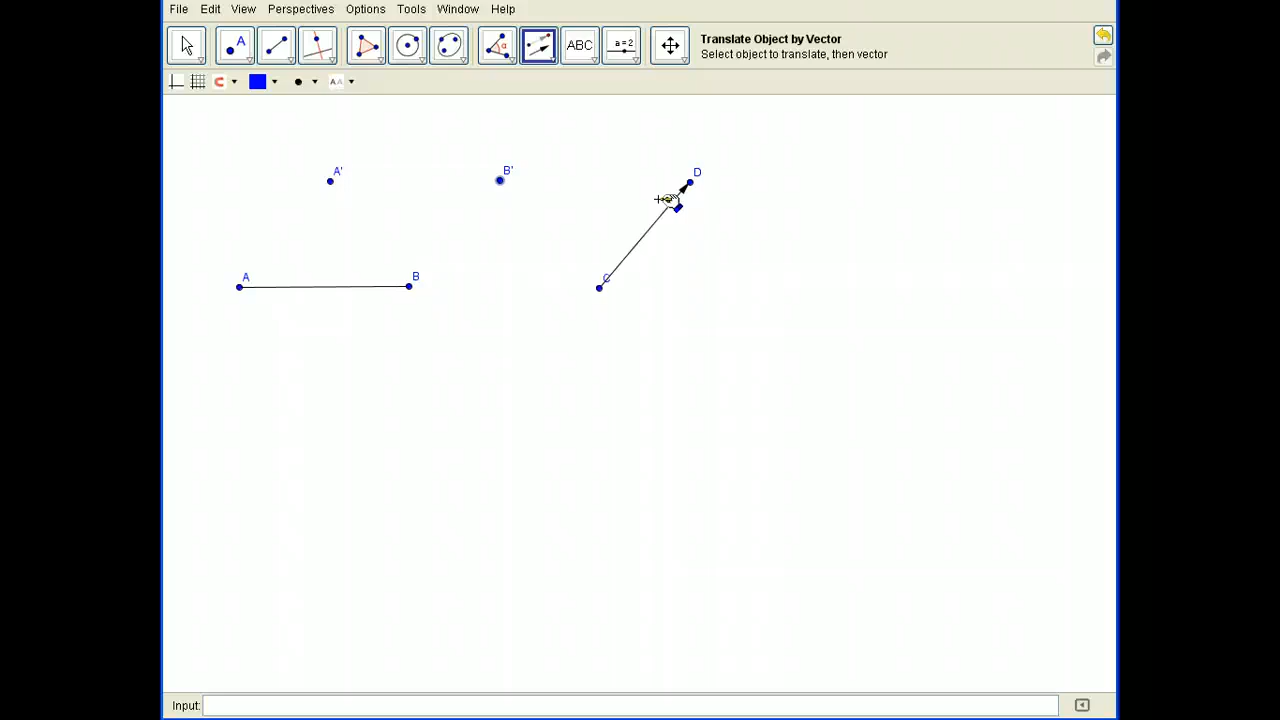 File Edit View Perspectives Options Tools Window Help
A α ABC a = 2
Translate Object by Vector
Select object to translate, then vector
A A
A' B' D
A B C
Input: